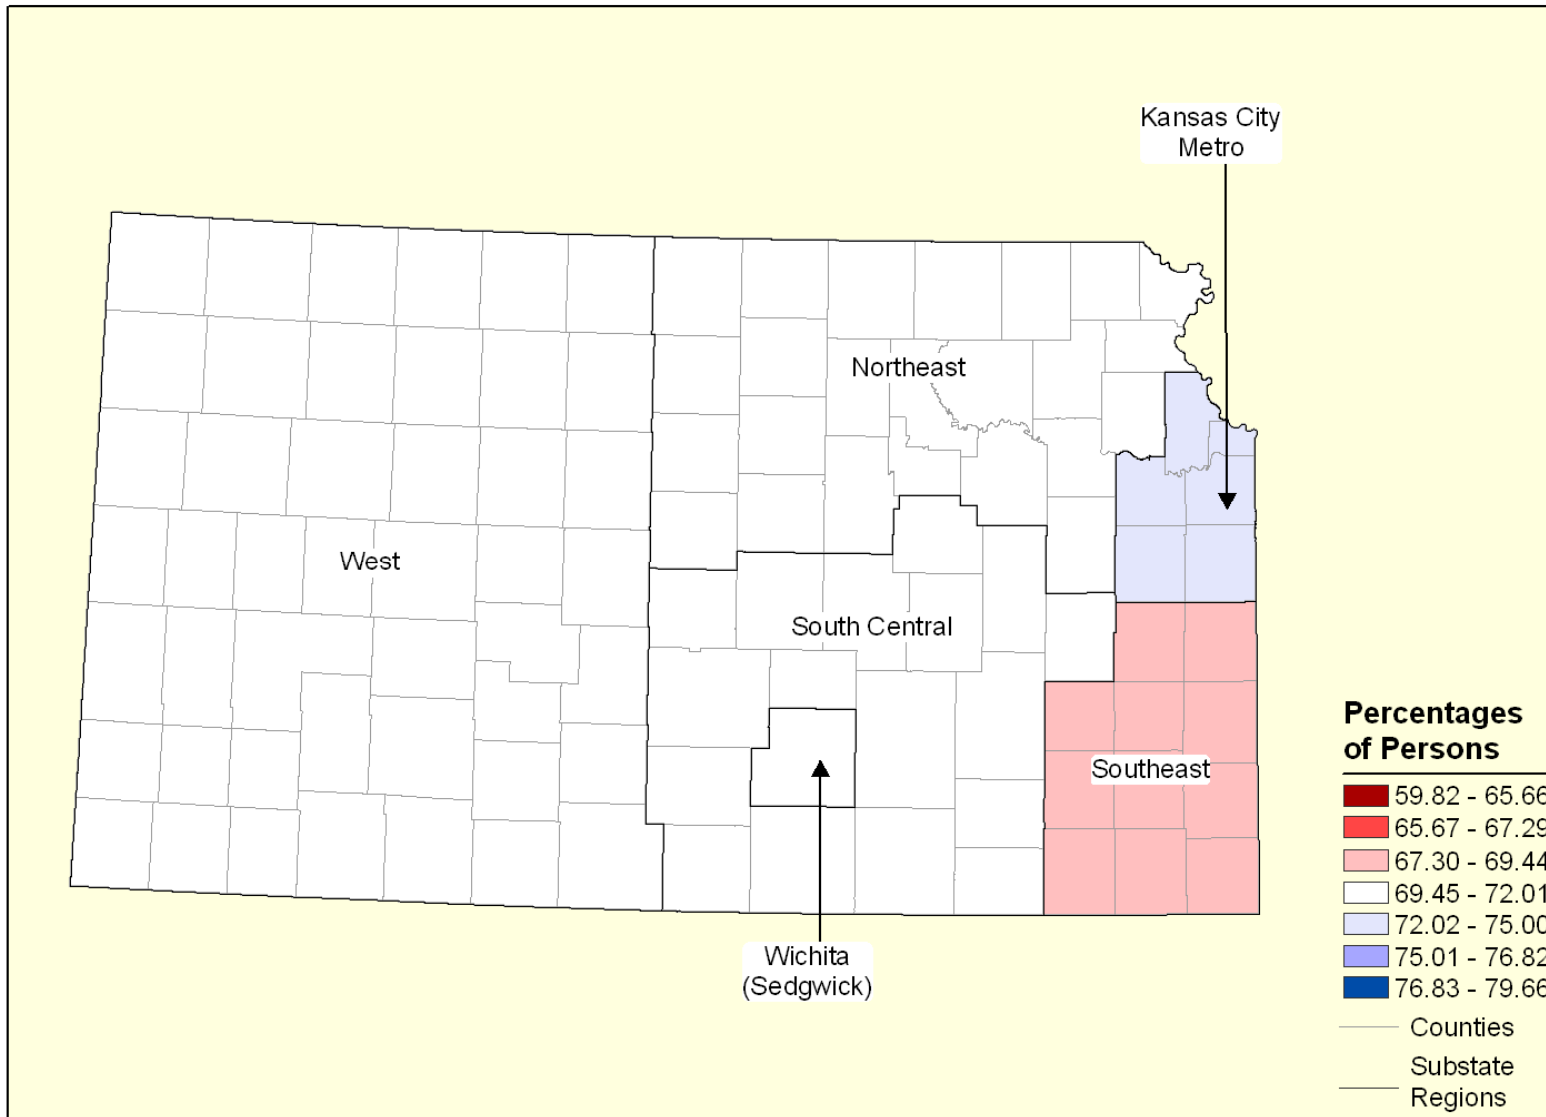 Kansas City
Metro
Northeast
West
South Central
Southeast
Wichita
(Sedgwick)
Percentages
of Persons
59.82 - 65.66
65.67 - 67.29
67.30 - 69.44
69.45 - 72.01
72.02 - 75.00
75.01 - 76.82
76.83 - 79.66
Counties
Substate
Regions